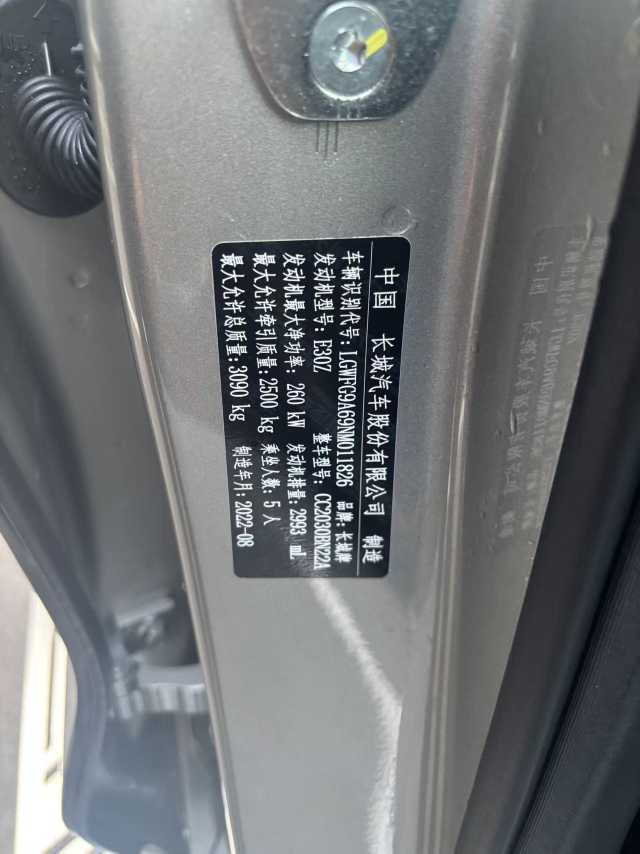 中国 长城汽车股份有限公司 制造
车辆识别代号: LGWFG9A69NM011826 品牌: 长城牌
发动机型号: E30Z 整车型号: CC2030BN22A
发动机最大净功率: 260 kW 发动机排量: 2993 mL
最大允许牵引质量: 2500 kg 乘坐人数: 5 人
最大允许总质量: 3090 kg 制造年月: 2022-08